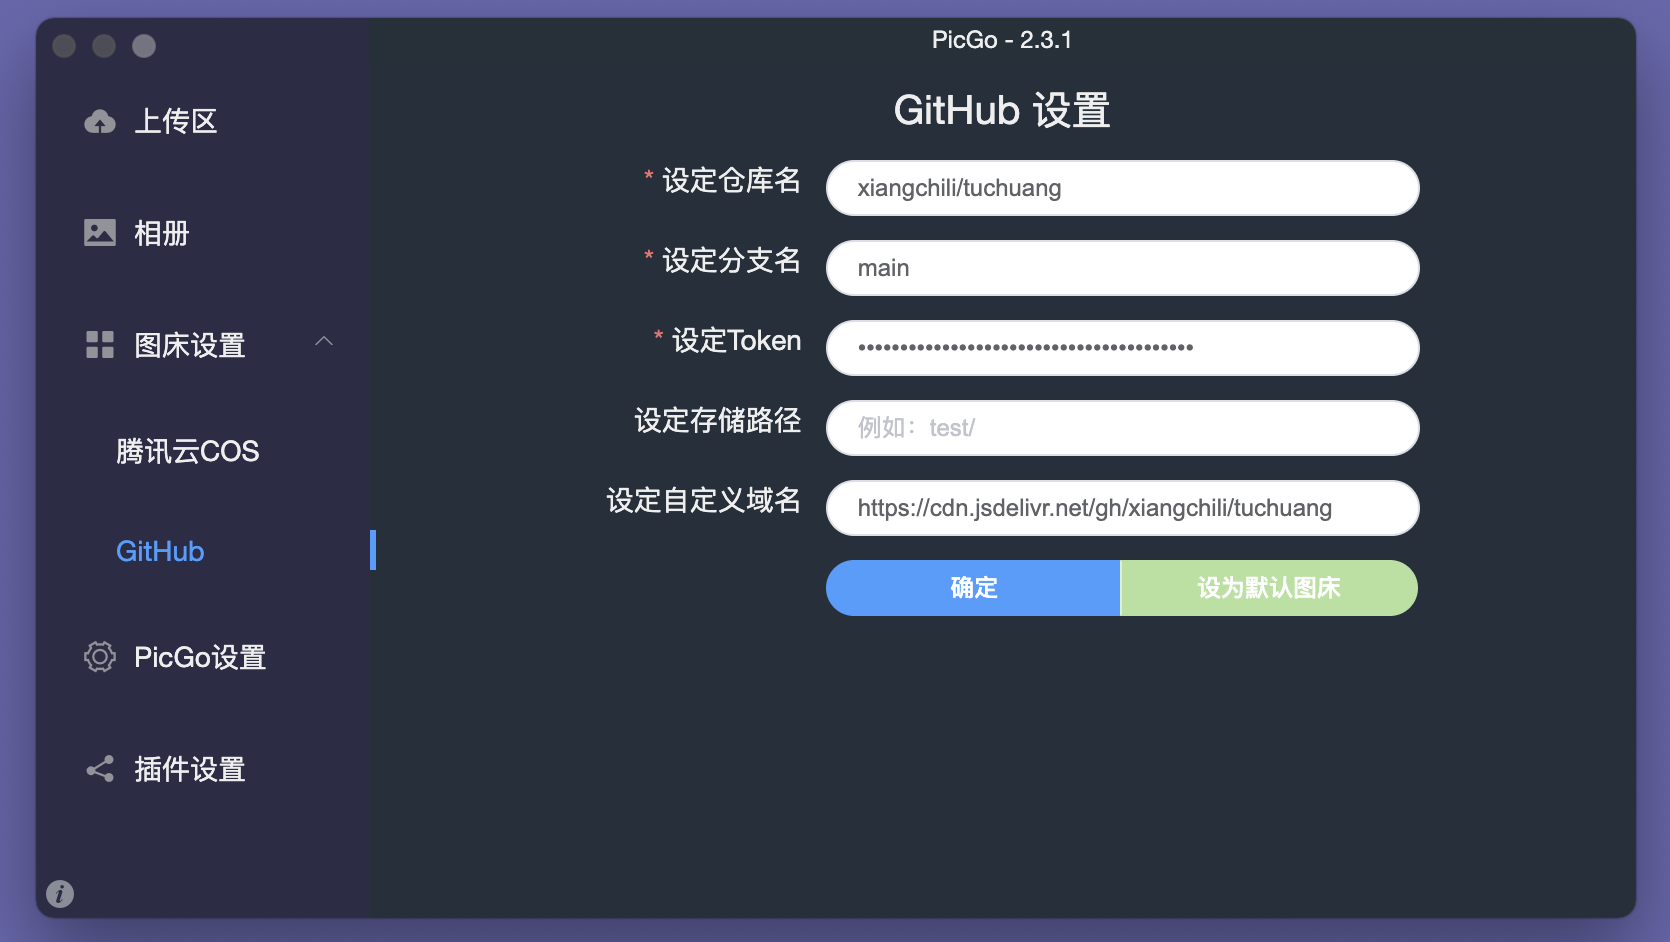 PicGo - 2.3.1
上传区
相册
图床设置
腾讯云COS
GitHub
PicGo设置
插件设置
GitHub 设置
* 设定仓库名 xiangchili/tuchuang
* 设定分支名 main
* 设定Token ••••••••••••••••••••••••••••••••••••••••
设定存储路径 例如：test/
设定自定义域名 https://cdn.jsdelivr.net/gh/xiangchili/tuchuang
确定 设为默认图床